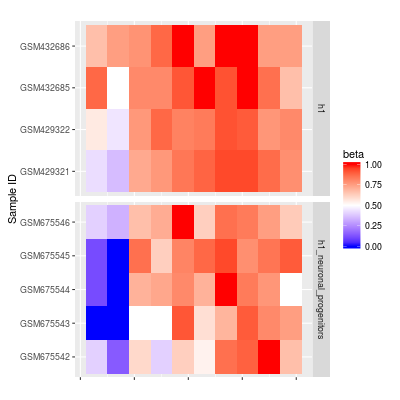 GSM432686
GSM432685
GSM429322
GSM429321
h1
GSM675546
GSM675545
GSM675544
GSM675543
GSM675542
h1_neuronal_progenitors
Sample ID
beta
1.00
0.75
0.50
0.25
0.00